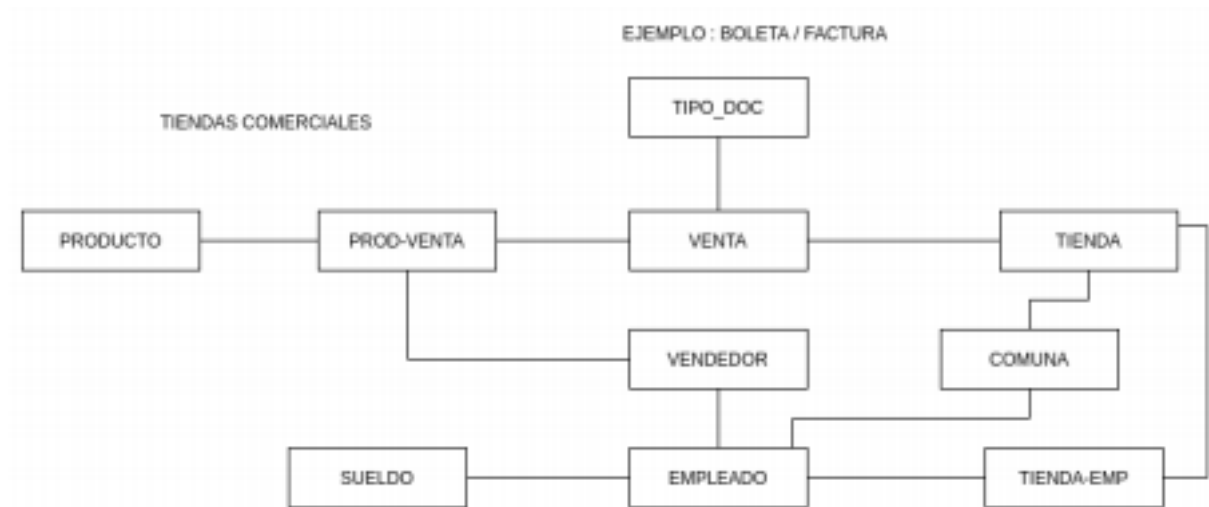 EJEMPLO : BOLETA / FACTURA
TIPO_DOC
TIENDAS COMERCIALES
PRODUCTO
PROD-VENTA
VENTA
TIENDA
VENDEDOR
COMUNA
SUELDO
EMPLEADO
TIENDA-EMP